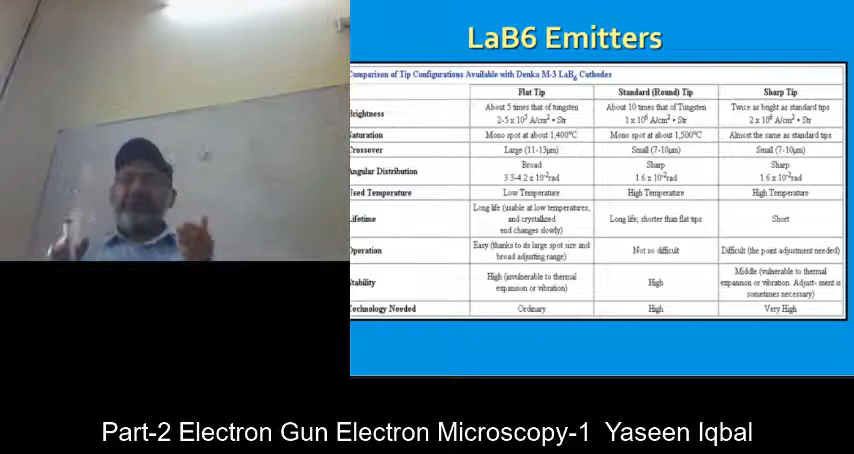 LaB6 Emitters
Comparison of Tip Configurations Available with Denka M-3 LaB6 Cathodes
Flat Tip Standard (Round) Tip Sharp Tip
Brightness About 5 times that of tungsten About 10 times that of Tungsten Twice as bright as standard tips
2-5 x 10⁵ A/cm² • Str 1 x 10⁶ A/cm² • Str 2 x 10⁶ A/cm² • Str
Saturation Mono spot at about 1,400°C Mono spot at about 1,500°C Almost the same as standard tips
Crossover Large (11-13μm) Small (7-10μm) Small (7-10μm)
Angular Distribution Broad Sharp Sharp
3.3-4.2 x 10⁻²rad 1.6 x 10⁻²rad 1.6 x 10⁻²rad
Used Temperature Low Temperature High Temperature High Temperature
Lifetime Long life (usable at low temperatures, Long life; shorter than flat tips Short
and crystallized
end changes slowly)
Operation Easy (thanks to its large spot size and Not so difficult Difficult (the point adjustment needed)
broad adjusting range)
Stability High (invulnerable to thermal High Middle (vulnerable to thermal
expansion or vibration) expansion or vibration. Adjust- ment is
sometimes necessary)
Technology Needed Ordinary High Very High
Part-2 Electron Gun Electron Microscopy-1 Yaseen Iqbal